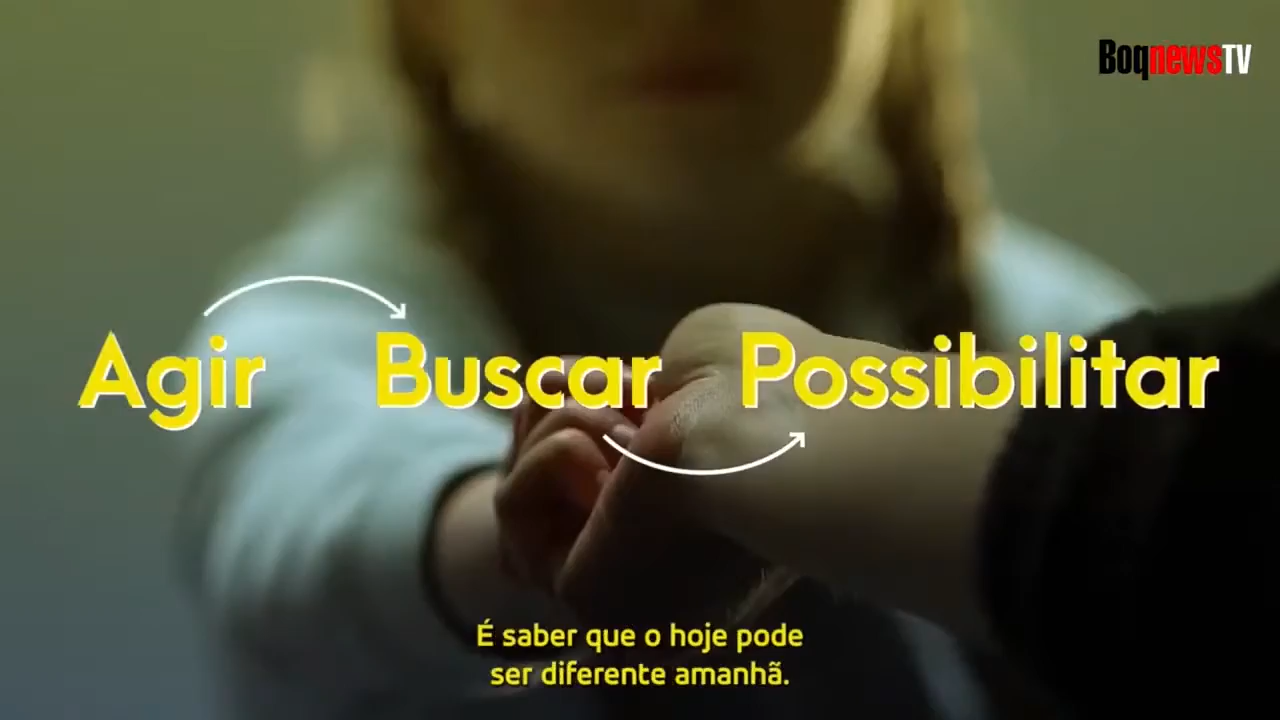 BoqnewsTV
Agir Buscar Possibilitar
É saber que o hoje pode
ser diferente amanhã.